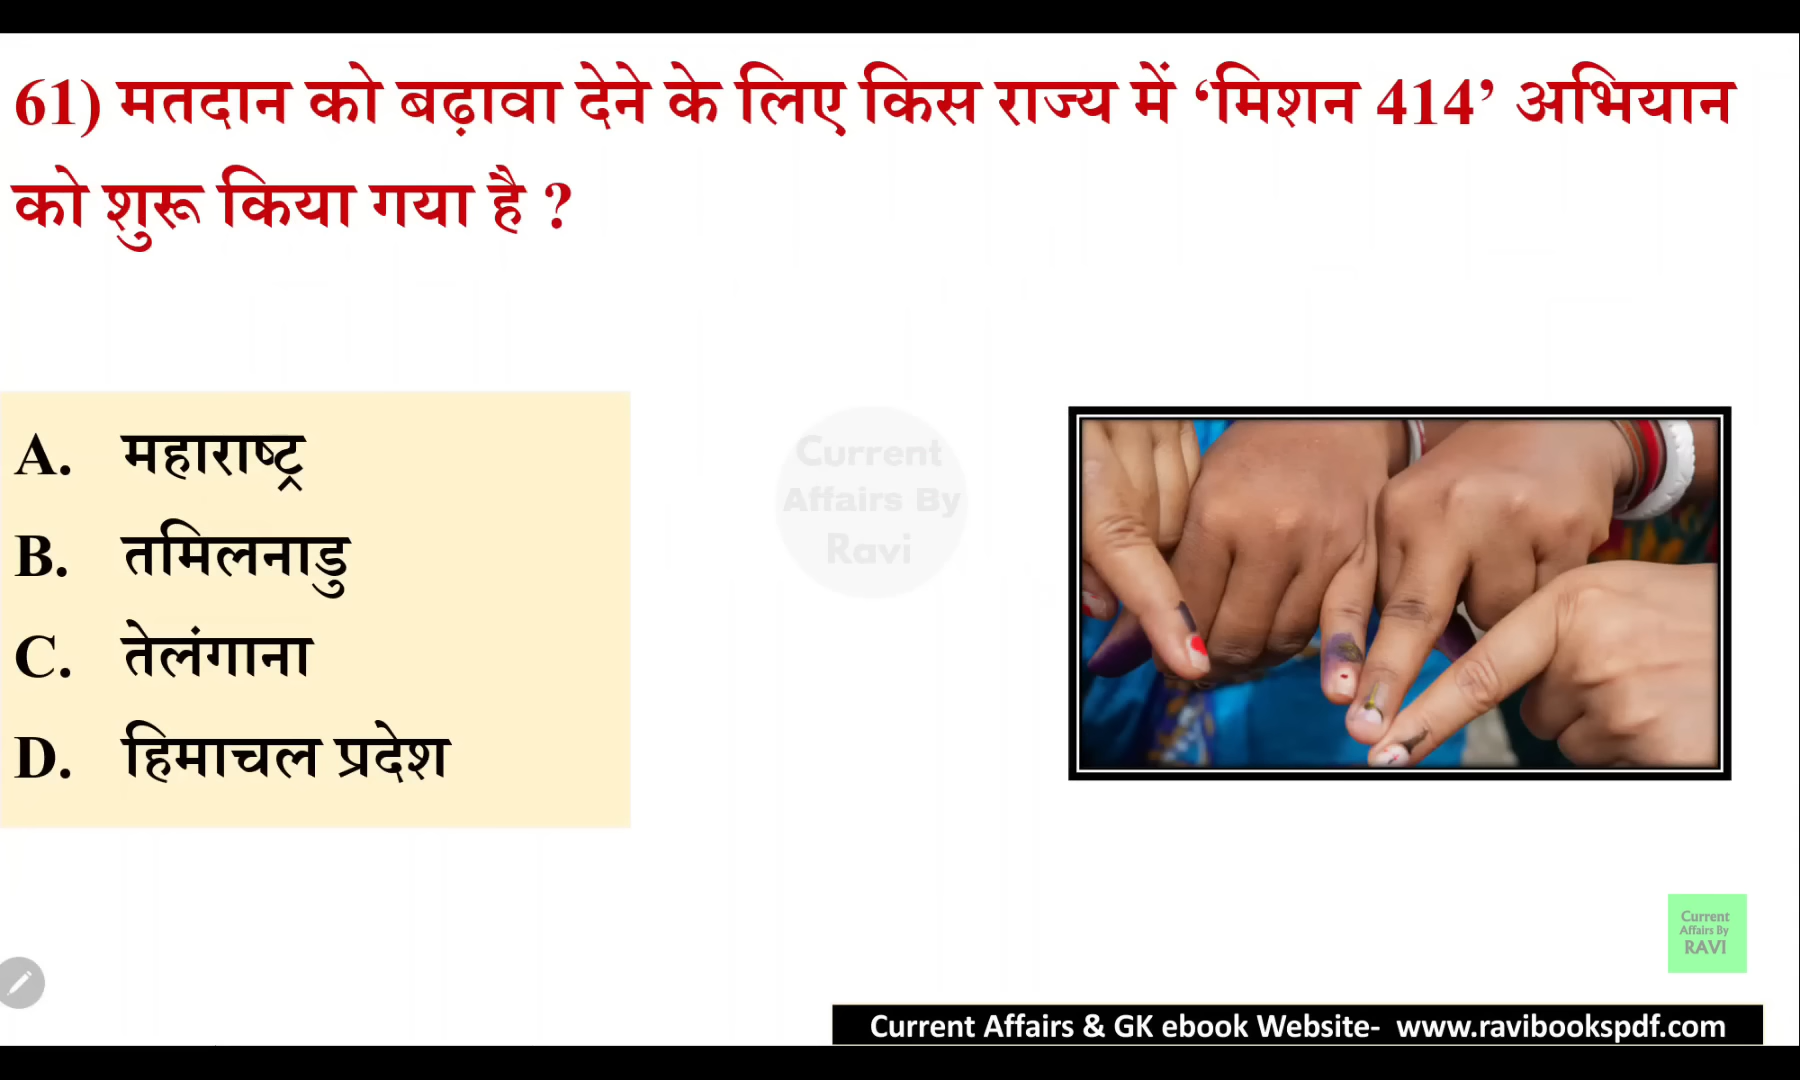 61) मतदान को बढ़ावा देने के लिए किस राज्य में ‘मिशन 414’ अभियान
को शुरू किया गया है ?
A. महाराष्ट्र
B. तमिलनाडु
C. तेलंगाना
D. हिमाचल प्रदेश
Current
Affairs By
Ravi
Current
Affairs By
RAVI
Current Affairs & GK ebook Website- www.ravibookspdf.com